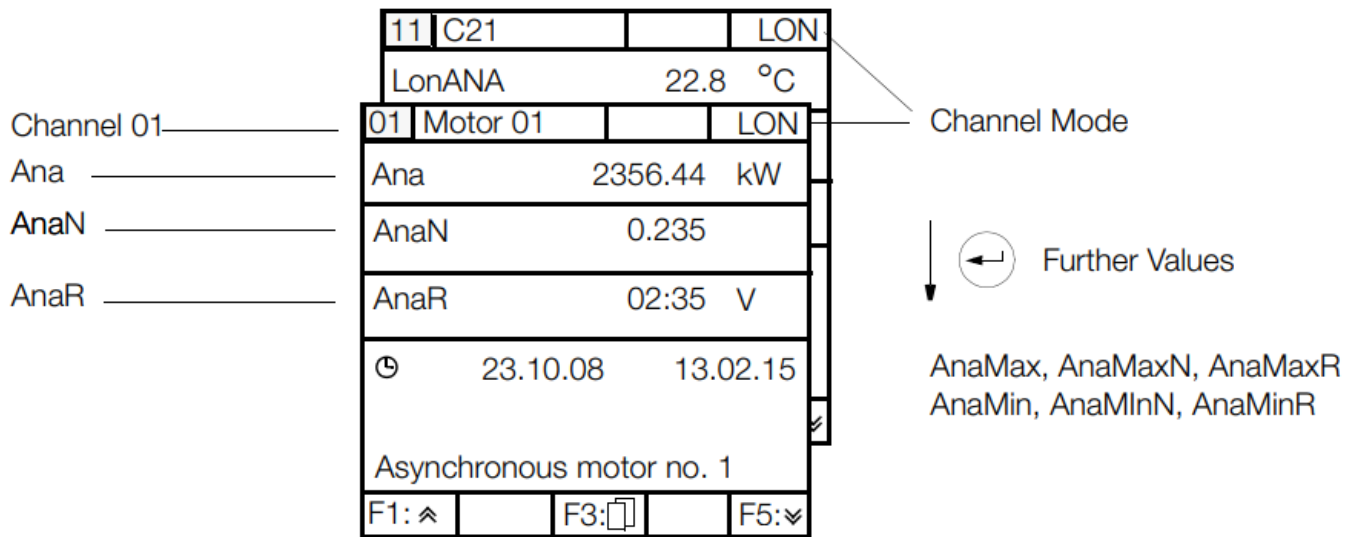 11 C21 LON
LonANA 22.8 °C
Channel 01
01 Motor 01 LON
Channel Mode
Ana
Ana 2356.44 kW
AnaN
AnaN 0.235
Further Values
AnaR
AnaR 02:35 V
23.10.08 13.02.15
AnaMax, AnaMaxN, AnaMaxR
AnaMin, AnaMInN, AnaMinR
Asynchronous motor no. 1
F1: F3: F5: